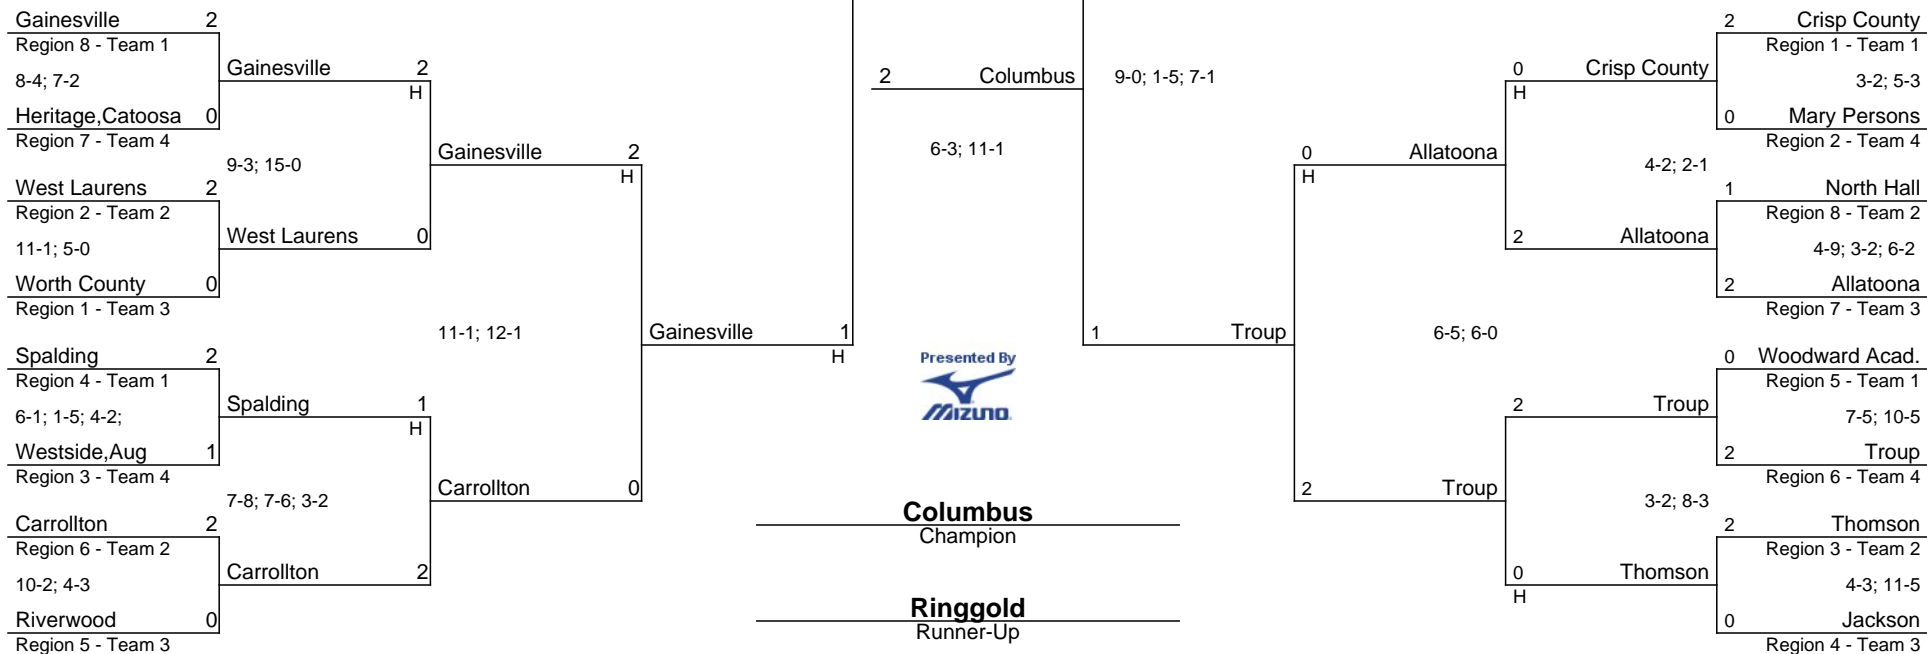 Gainesville 2
Region 8 - Team 1
8-4; 7-2
Heritage,Catoosa 0
Region 7 - Team 4
West Laurens 2
Region 2 - Team 2
11-1; 5-0
Worth County 0
Region 1 - Team 3
Spalding 2
Region 4 - Team 1
6-1; 1-5; 4-2;
Westside,Aug 1
Region 3 - Team 4
Carrollton 2
Region 6 - Team 2
10-2; 4-3
Riverwood 0
Region 5 - Team 3
Gainesville 2
H
9-3; 15-0
West Laurens 0
Spalding 1
H
7-8; 7-6; 3-2
Carrollton 2
Gainesville 2
H
11-1; 12-1
Carrollton 0
Gainesville 1
H
2 Columbus
6-3; 11-1
Presented By
MIZUNO
Columbus
Champion
Ringgold
Runner-Up
9-0; 1-5; 7-1
1 Troup
0 Allatoona
H
6-5; 6-0
2 Troup
0 Crisp County
H
4-2; 2-1
2 Allatoona
2 Troup
3-2; 8-3
0 Thomson
H
2 Crisp County
Region 1 - Team 1
3-2; 5-3
0 Mary Persons
Region 2 - Team 4
1 North Hall
Region 8 - Team 2
4-9; 3-2; 6-2
2 Allatoona
Region 7 - Team 3
0 Woodward Acad.
Region 5 - Team 1
7-5; 10-5
2 Troup
Region 6 - Team 4
2 Thomson
Region 3 - Team 2
4-3; 11-5
0 Jackson
Region 4 - Team 3